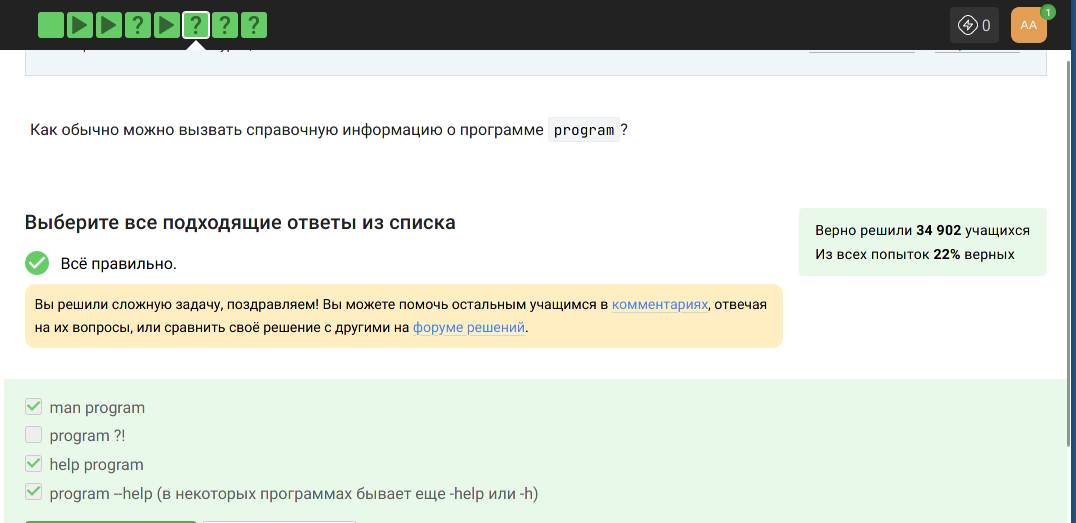 ? ? ? ?
0
AA
1
Как обычно можно вызвать справочную информацию о программе program ?
Выберите все подходящие ответы из списка
Верно решили 34 902 учащихся
Из всех попыток 22% верных
Всё правильно.
Вы решили сложную задачу, поздравляем! Вы можете помочь остальным учащимся в комментариях, отвечая
на их вопросы, или сравнить своё решение с другими на форуме решений.
man program
program ?!
help program
program --help (в некоторых программах бывает еще -help или -h)